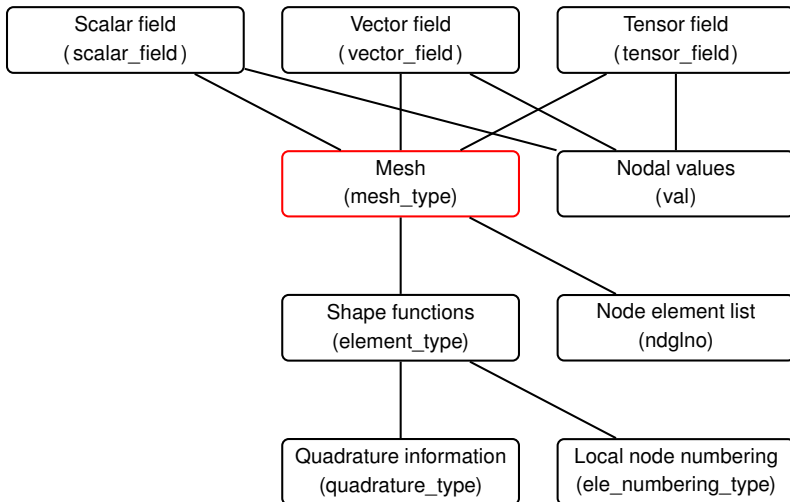 Scalar field
(scalar_field)
Vector field
(vector_field)
Tensor field
(tensor_field)
Mesh
(mesh_type)
Nodal values
(val)
Shape functions
(element_type)
Node element list
(ndglno)
Quadrature information
(quadrature_type)
Local node numbering
(ele_numbering_type)